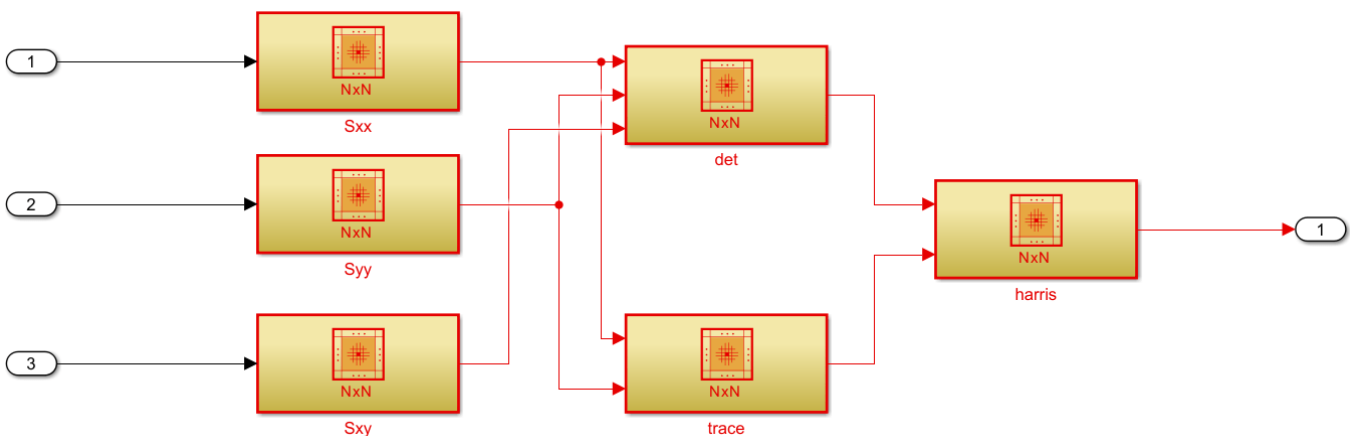 1
NxN
Sxx
NxN
det
2
NxN
Syy
NxN
harris
1
3
NxN
Sxy
NxN
trace